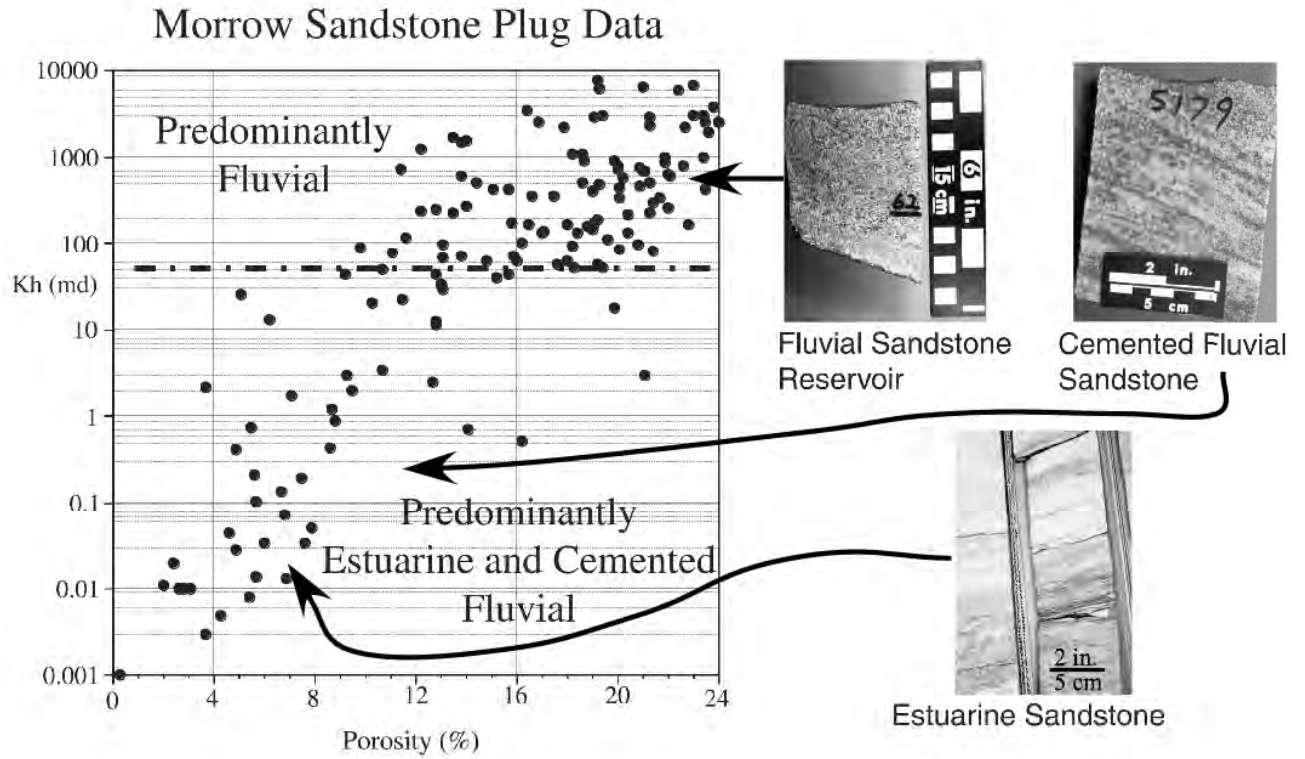 Morrow Sandstone Plug Data
10000
1000
100
Kh (md)
10
1
0.1
0.01
0.001
0
4
8
12
16
20
24
Porosity (%)
Predominantly
Fluvial
Predominantly
Estuarine and Cemented
Fluvial
62
15 cm
6 in.
Fluvial Sandstone
Reservoir
5179
2 in.
5 cm
Cemented Fluvial
Sandstone
2 in.
5 cm
Estuarine Sandstone